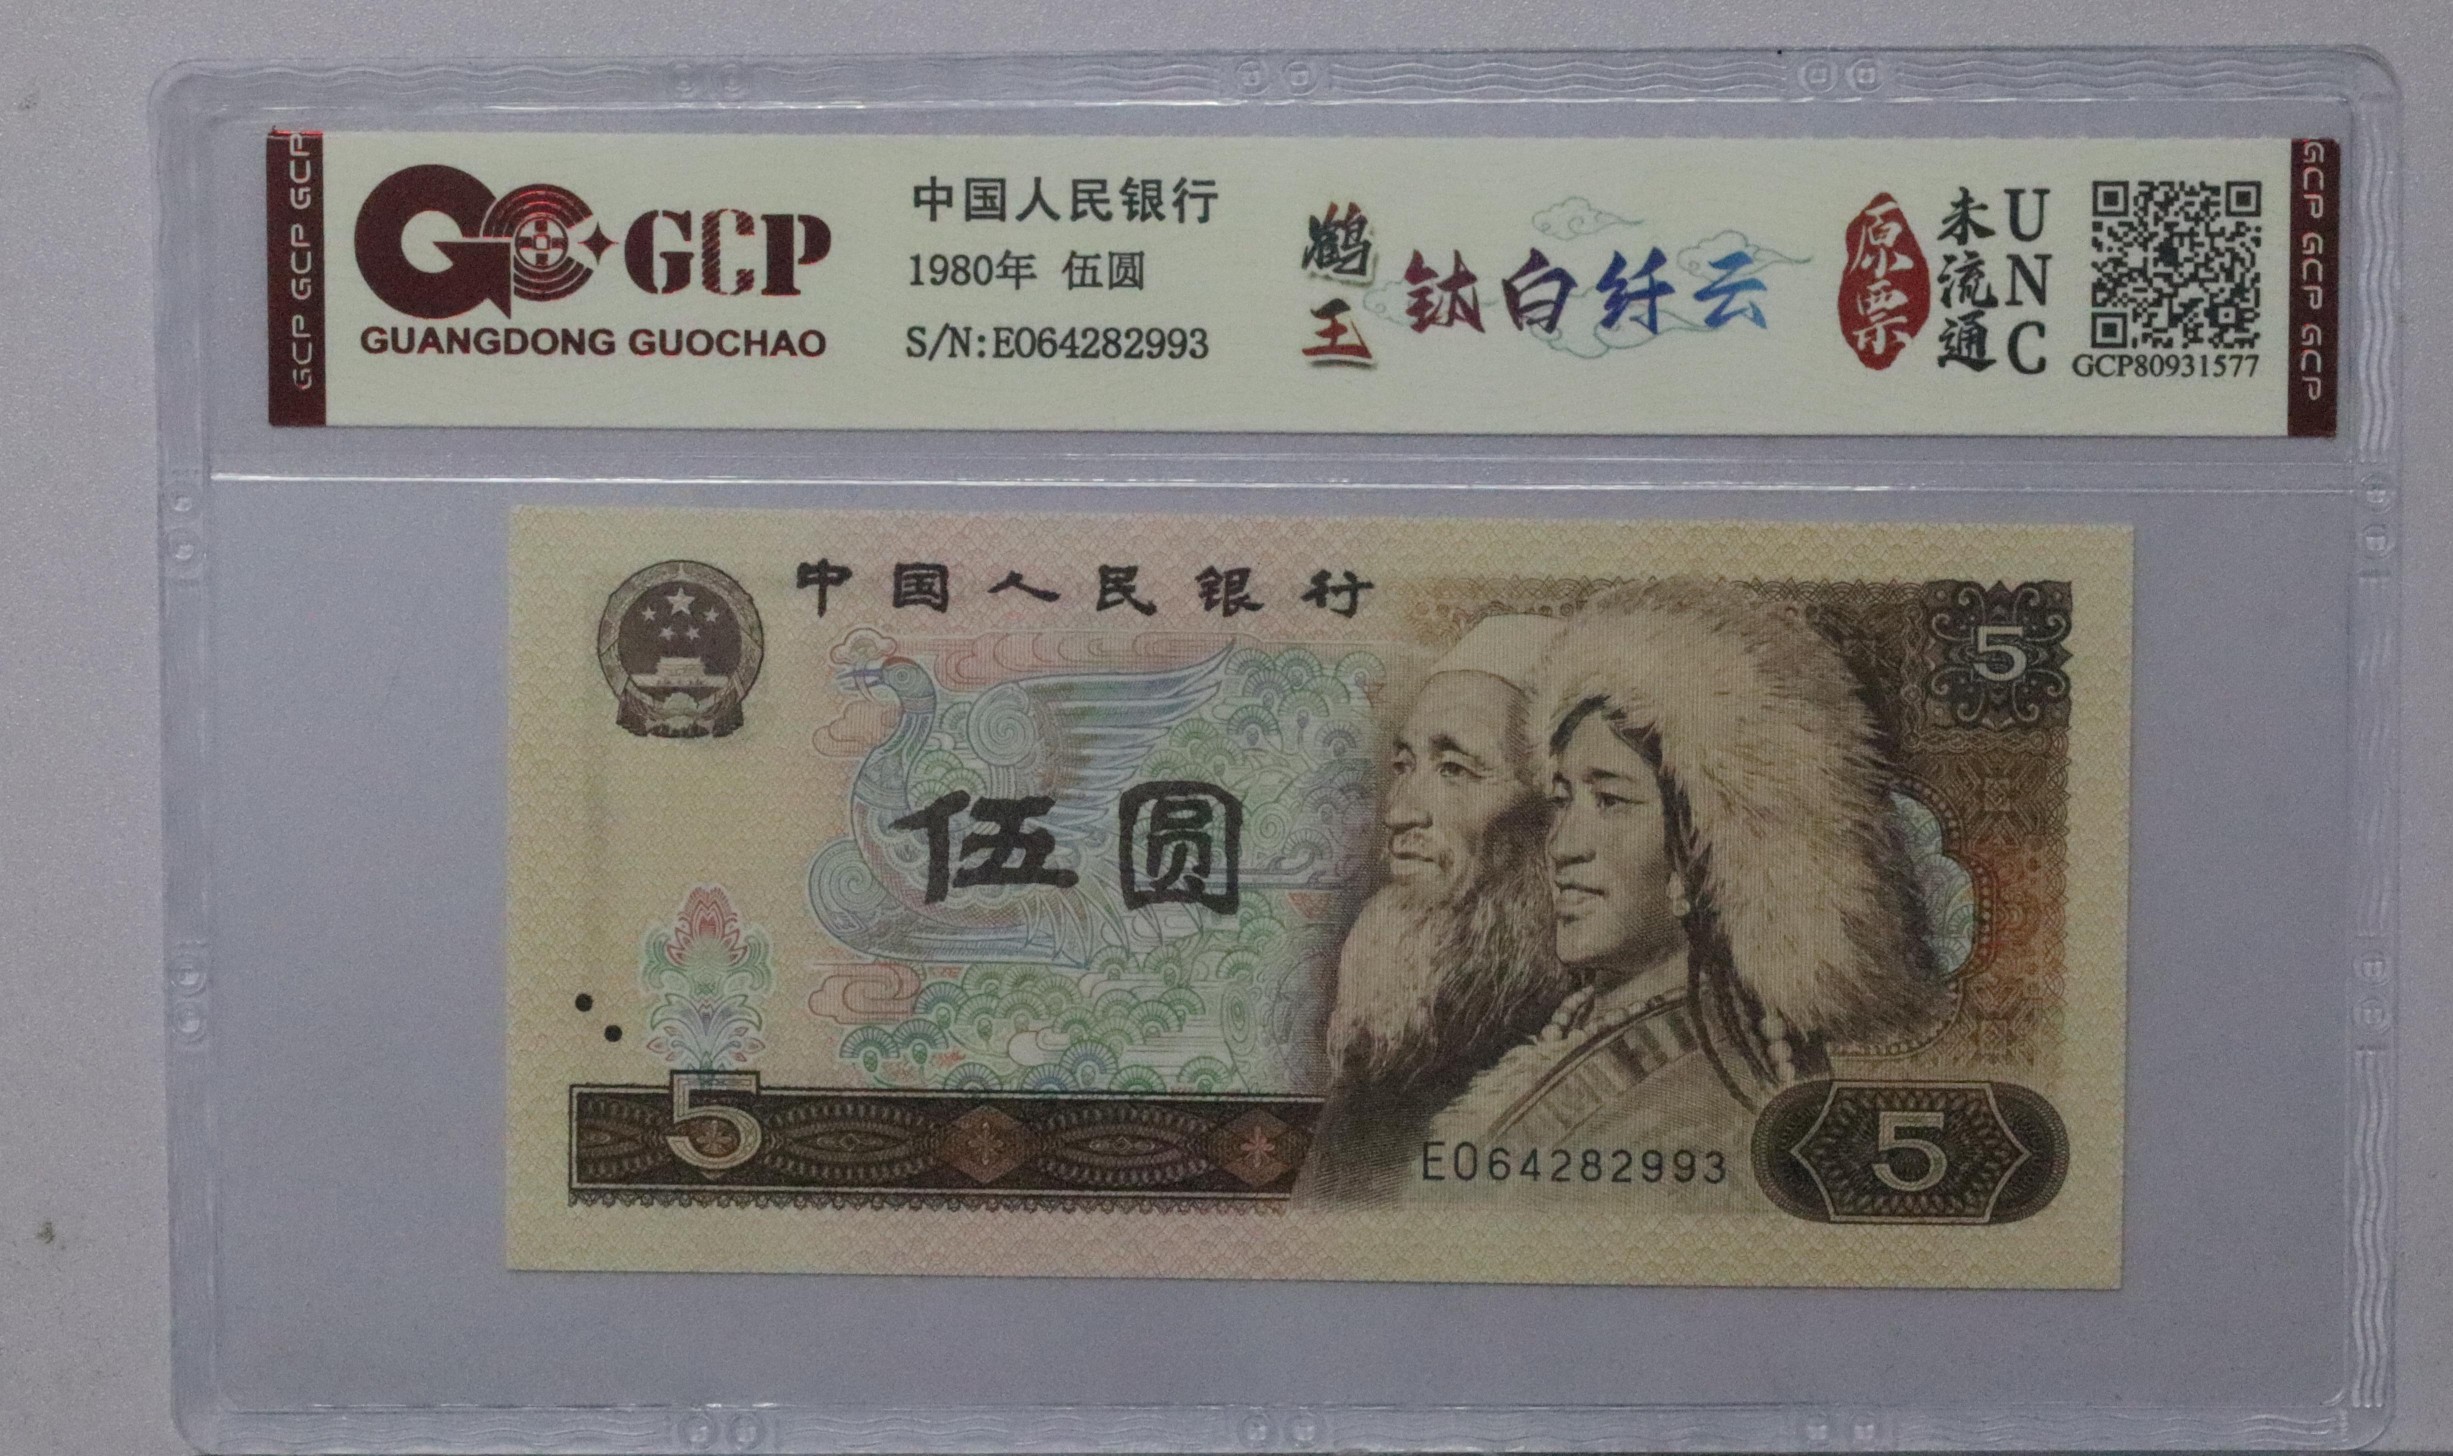 GCP GCP GCP
GCP
GUANGDONG GUOCHAO
中国人民银行
1980年 伍圆
S/N:E064282993
鹤王
钛白纤云
原票
未流通
UNC
GCP80931577
GCP GCP GCP
中国人民银行
5
伍圆
5
EO64282993
5